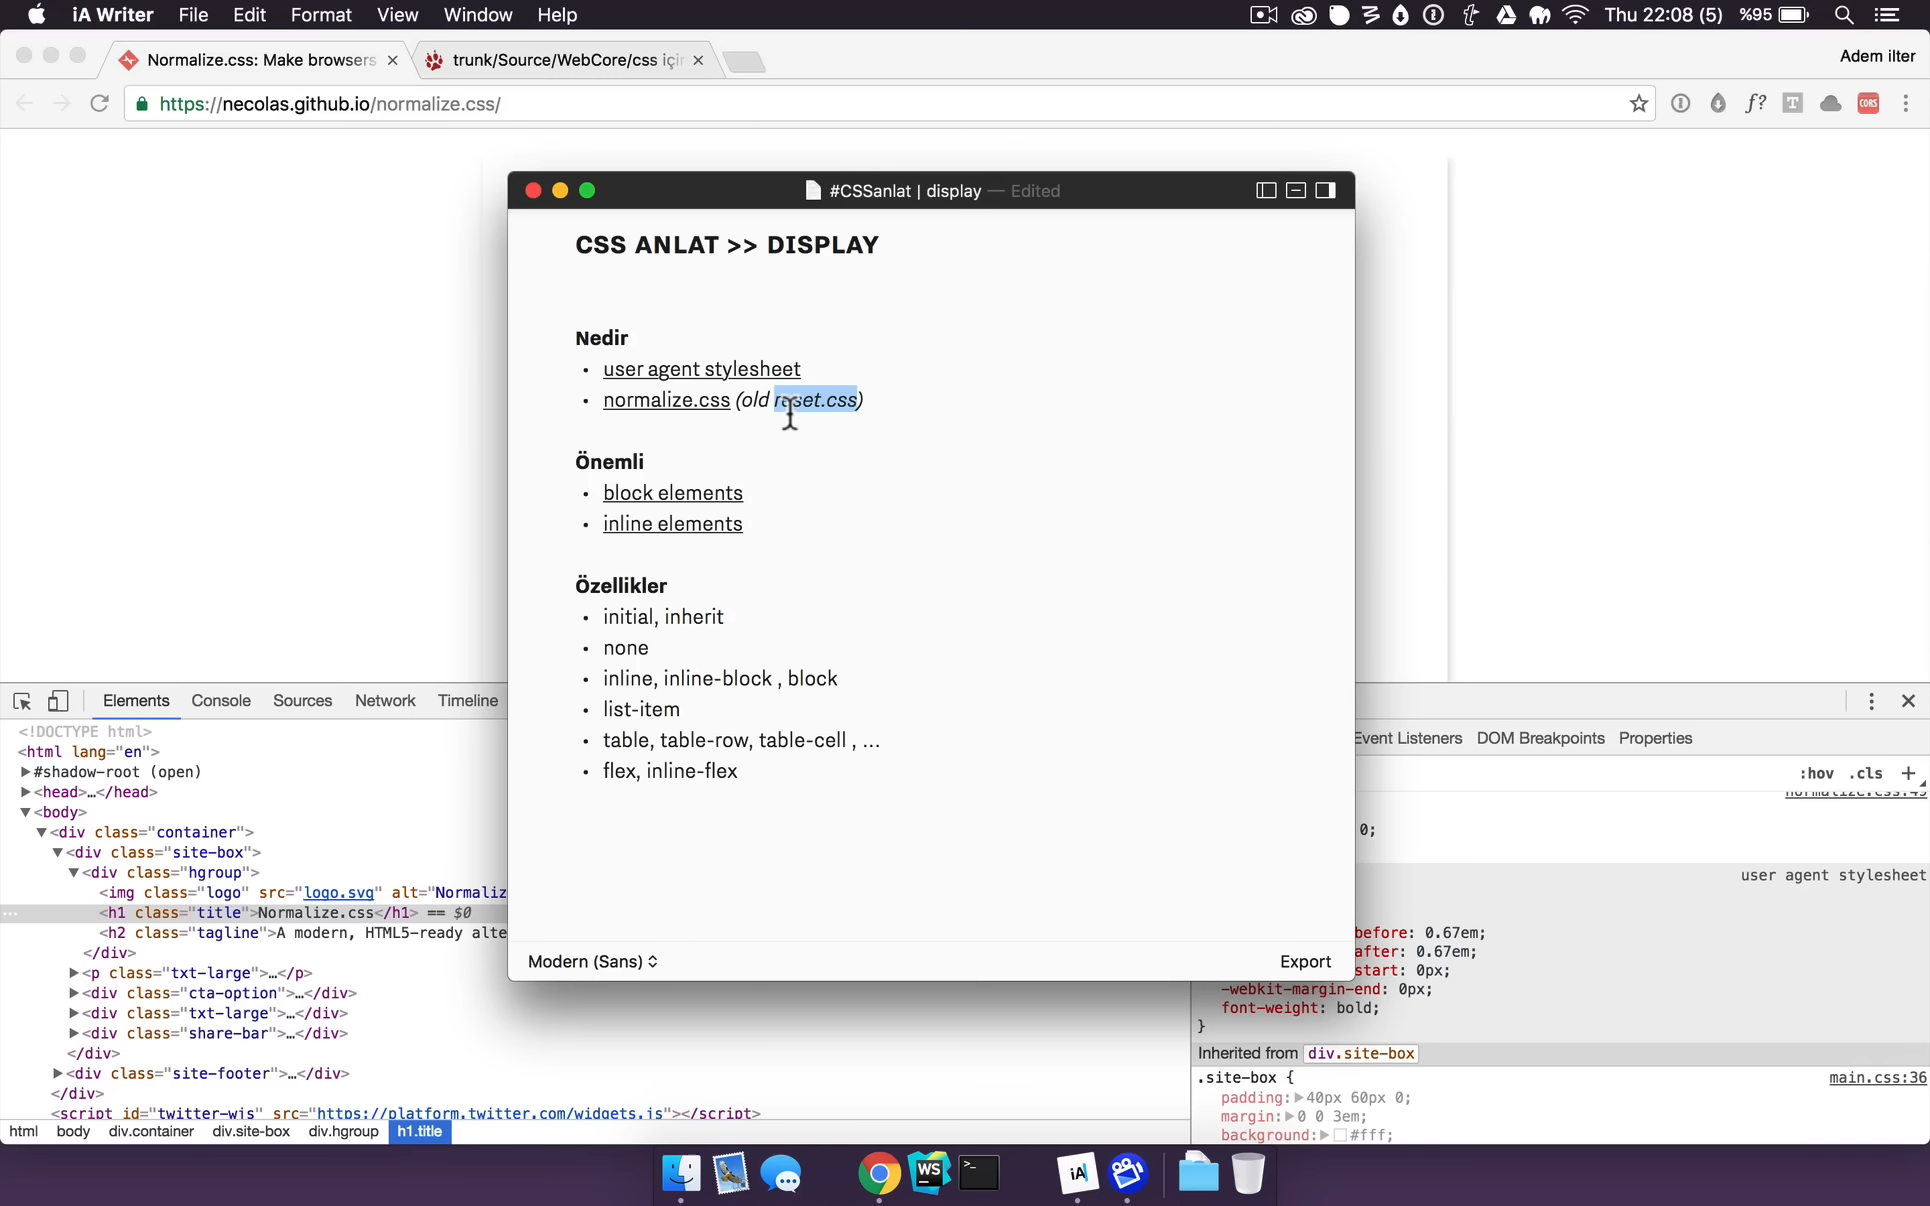 iA Writer File Edit Format View Window Help
Thu 22:08 (5) %95
Normalize.css: Make browsers
trunk/Source/WebCore/css içi
Adem ilter
https://necolas.github.io/normalize.css/
f?
T
CORS
#CSSanlat | display — Edited
CSS ANLAT >> DISPLAY
Nedir
• user agent stylesheet
• normalize.css (old reset.css)
Önemli
• block elements
• inline elements
Özellikler
• initial, inherit
• none
• inline, inline-block , block
• list-item
• table, table-row, table-cell , ...
• flex, inline-flex
Modern (Sans)
Export
Elements Console Sources Network Timeline
<!DOCTYPE html>
<html lang="en">
▶#shadow-root (open)
▶<head>…</head>
▼<body>
▼<div class="container">
▼<div class="site-box">
▼<div class="hgroup">
<img class="logo" src="logo.svg" alt="Normaliz
<h1 class="title">Normalize.css</h1> == $0
<h2 class="tagline">A modern, HTML5-ready alte
</div>
▶<p class="txt-large">…</p>
▶<div class="cta-option">…</div>
▶<div class="txt-large">…</div>
▶<div class="share-bar">…</div>
</div>
▶<div class="site-footer">…</div>
</div>
<script id="twitter-wjs" src="https://platform.twitter.com/widgets.js"></script>
html body div.container div.site-box div.hgroup h1.title
Event Listeners DOM Breakpoints Properties
:hov .cls +
normalize.css:49
0;
user agent stylesheet
before: 0.67em;
after: 0.67em;
start: 0px;
-webkit-margin-end: 0px;
font-weight: bold;
}
Inherited from div.site-box
.site-box {
main.css:36
padding:▶40px 60px 0;
margin:▶0 0 3em;
background:▶#fff;
WS
>_
iA